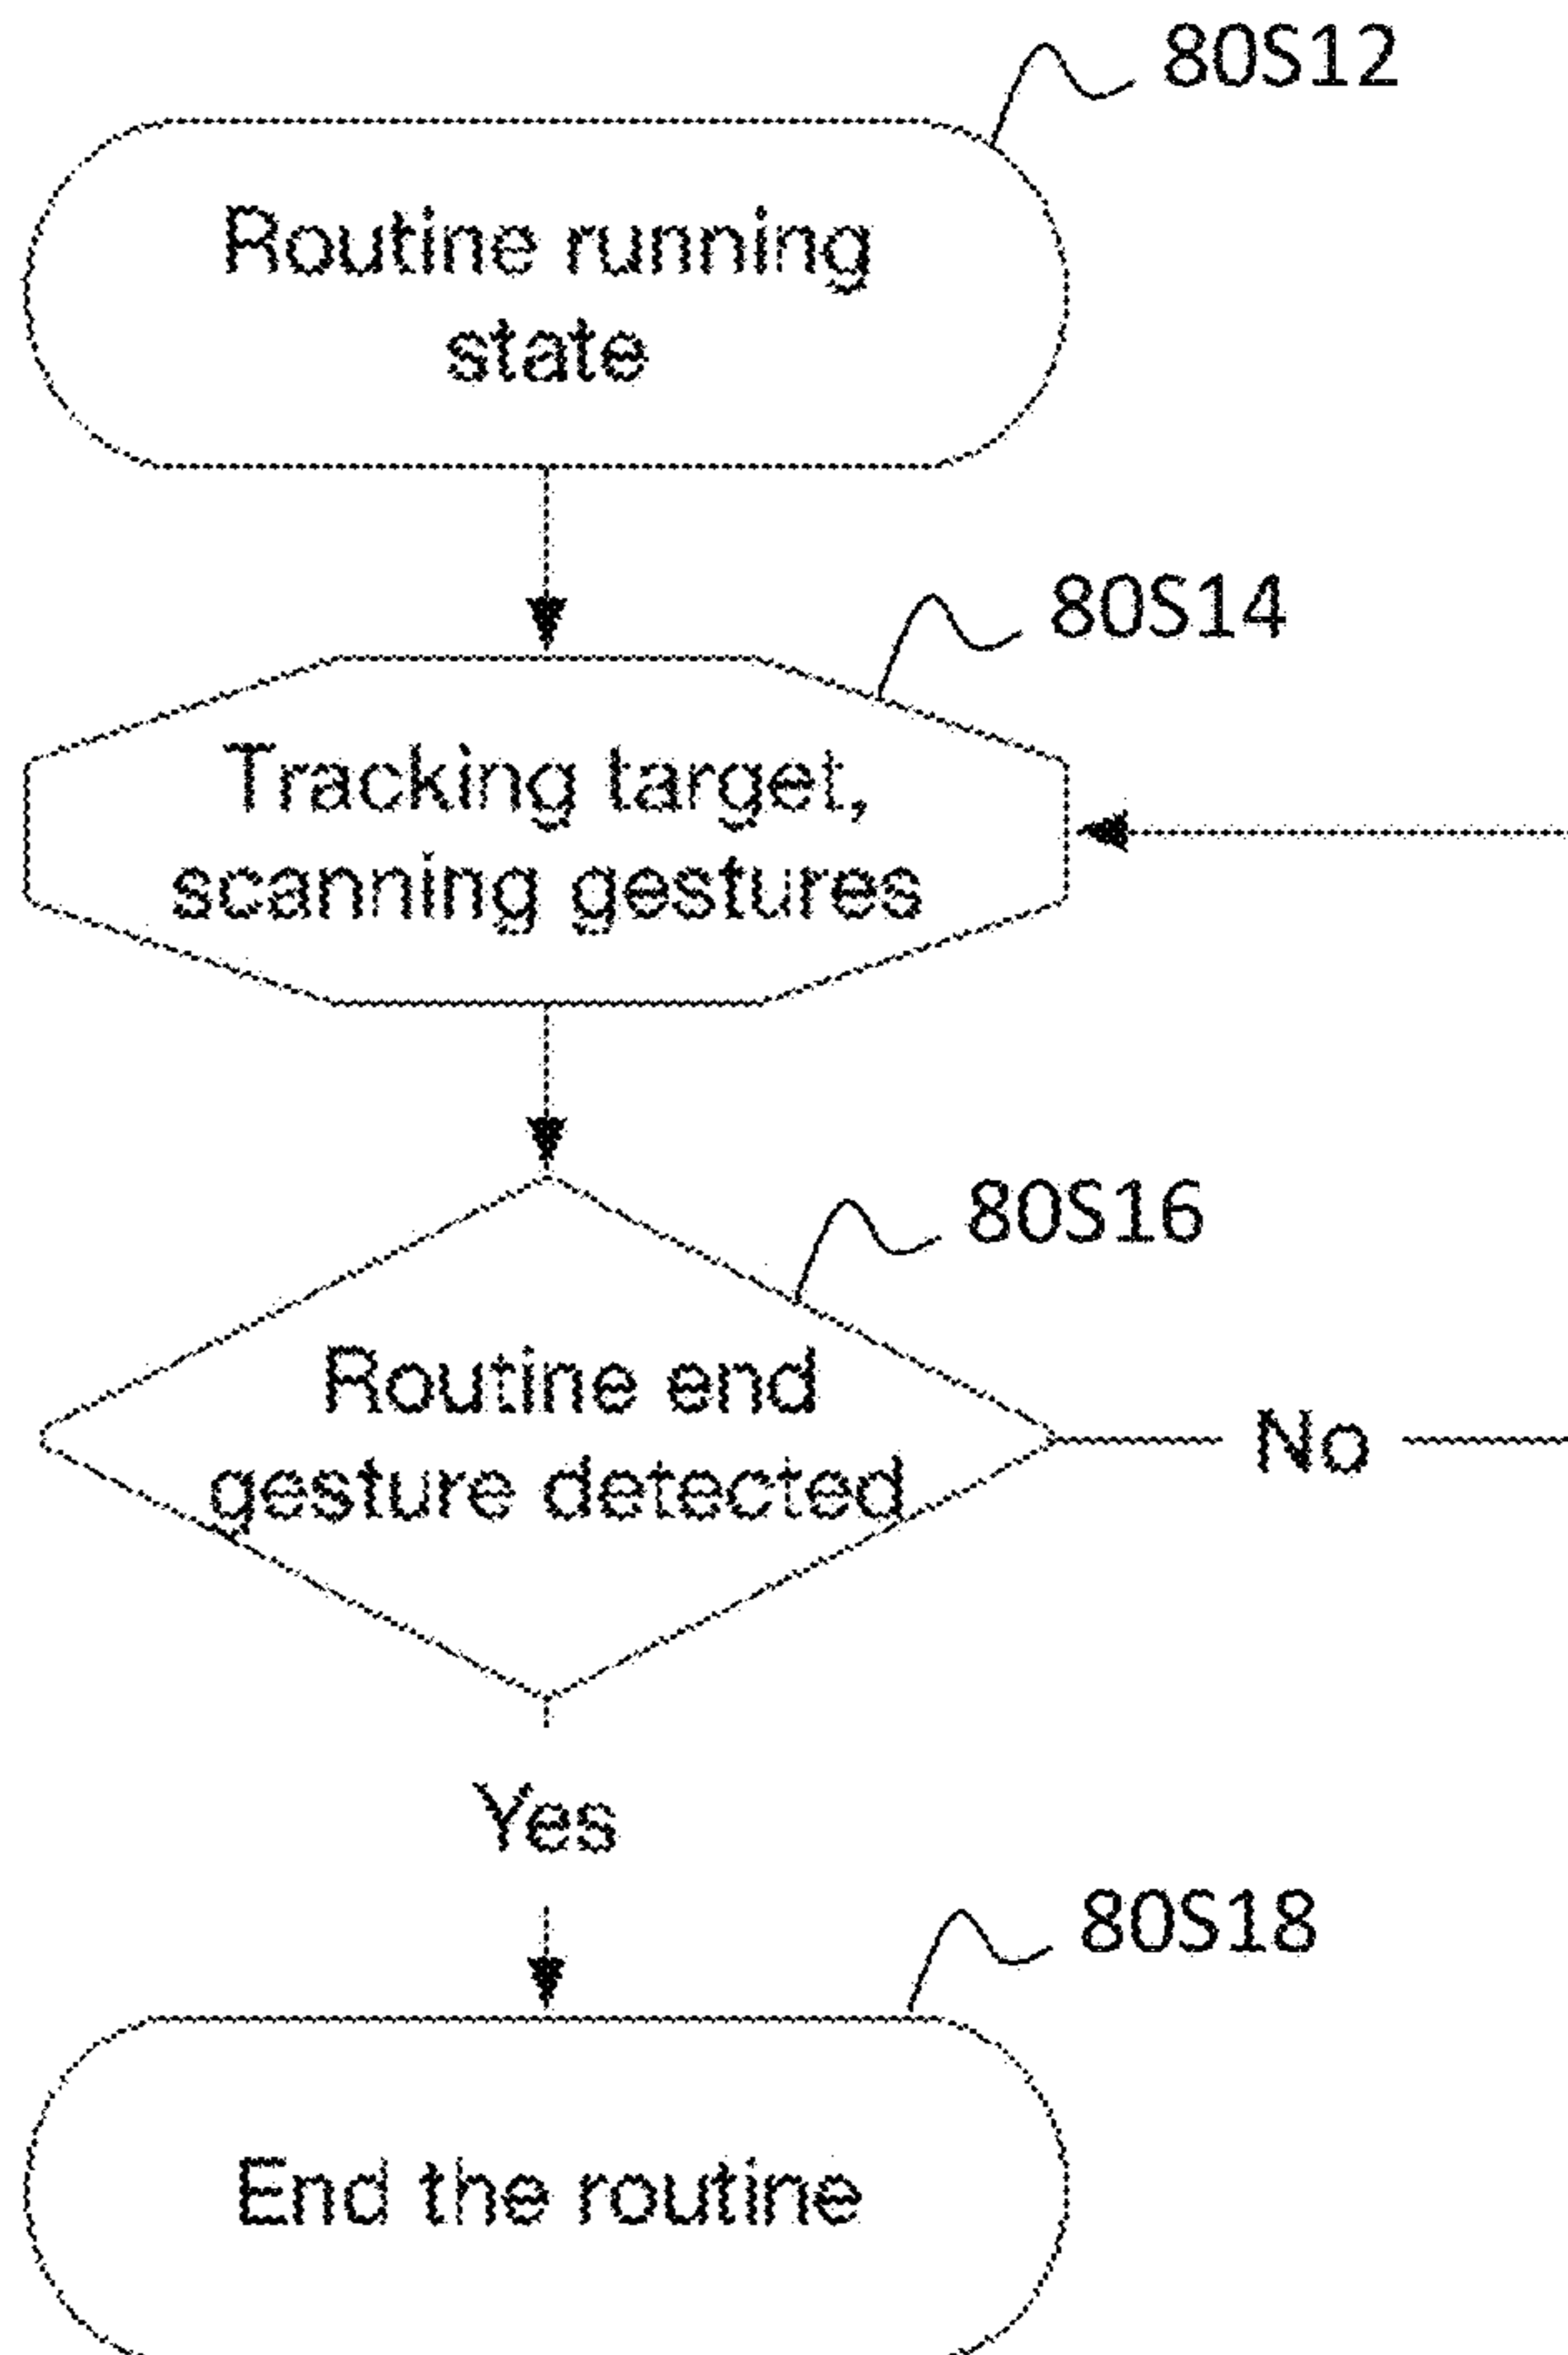 80S12
Routine running
state
80S14
Tracking target,
scanning gestures
80S16
Routine end
gesture detected
No
Yes
80S18
End the routine